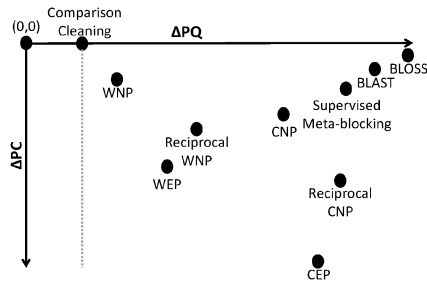 (0,0)
Comparison
Cleaning
ΔPQ
BLOSS
BLAST
WNP
Supervised
Meta-blocking
CNP
Reciprocal
WNP
ΔPC
WEP
Reciprocal
CNP
CEP